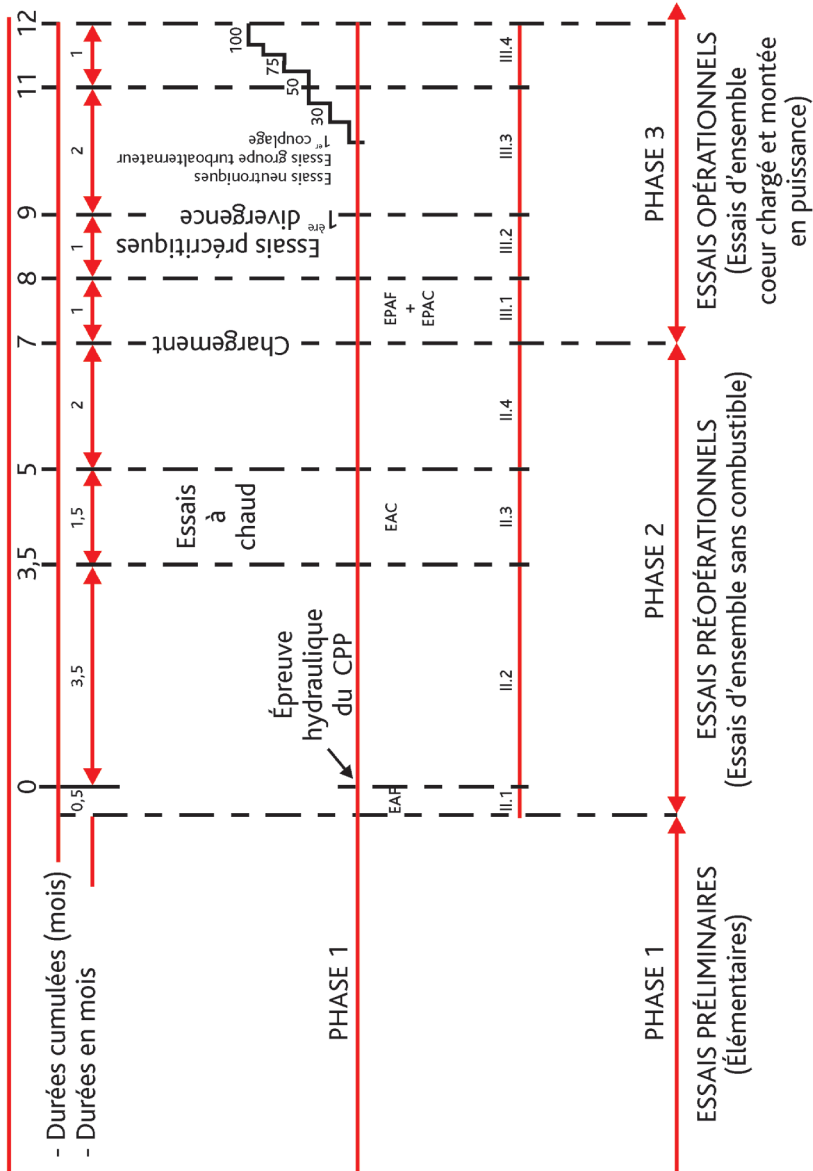 - Durées cumulées (mois)
- Durées en mois
0
3,5
5
7
8
9
11
12
0,5
3,5
1,5
2
1
1
2
1
Épreuve
hydraulique
du CPP
Essais
à
chaud
Chargement
Essais précritiques
1ère divergence
Essais neutroniques
Essais groupe turboalternateur
1er couplage
30
50
75
100
PHASE 1
EAF
EAC
EPAF
+
EPAC
II.1
II.2
II.3
II.4
III.1
III.2
III.3
III.4
PHASE 1
PHASE 2
PHASE 3
ESSAIS PRÉLIMINAIRES
(Élémentaires)
ESSAIS PRÉOPÉRATIONNELS
(Essais d'ensemble sans combustible)
ESSAIS OPÉRATIONNELS
(Essais d'ensemble
coeur chargé et montée
en puissance)